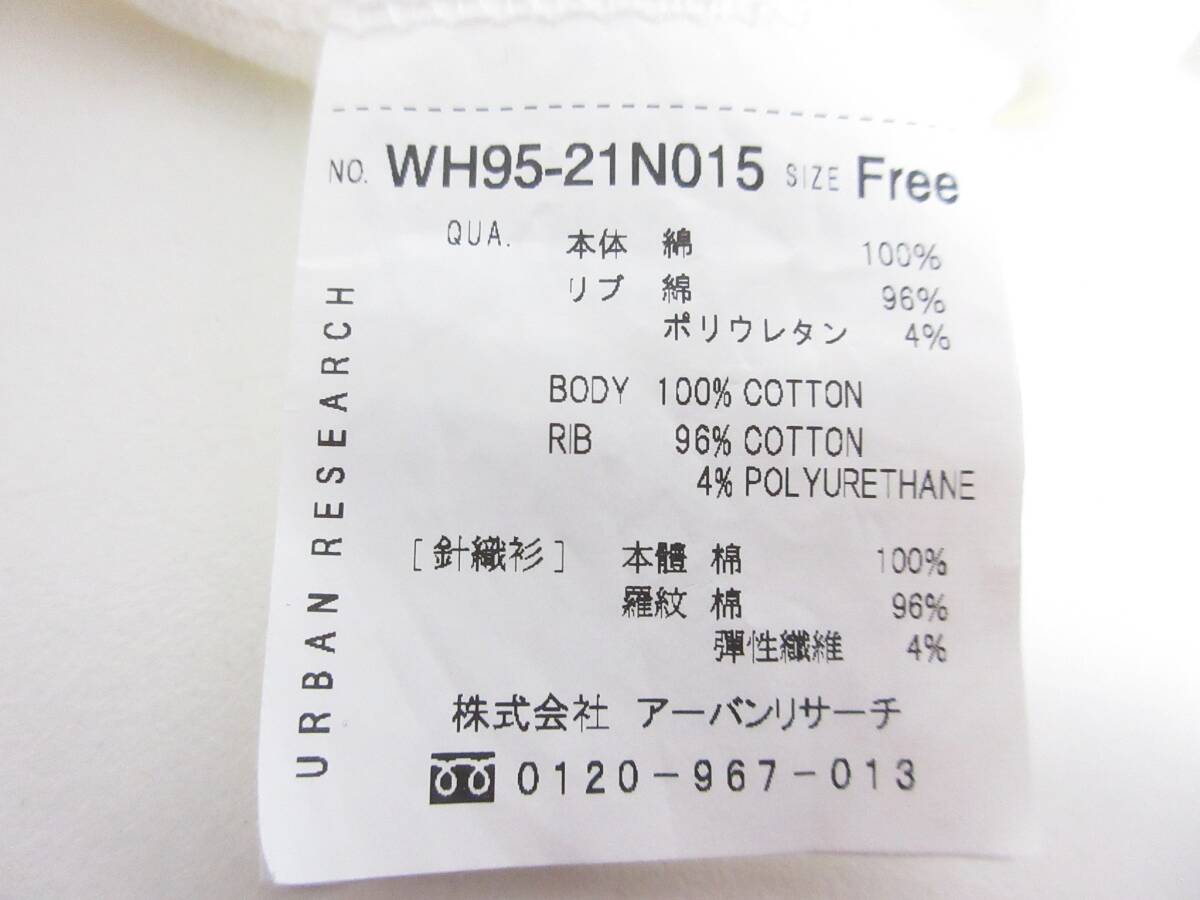 NO. WH95-21N015 SIZE Free
QUA. 本体 綿 100%
リブ 綿 96%
ポリウレタン 4%
BODY 100% COTTON
RIB 96% COTTON
4% POLYURETHANE
[針織衫] 本體 棉 100%
羅紋 棉 96%
彈性纖維 4%
株式会社 アーバンリサーチ
0120-967-013
URBAN RESEARCH